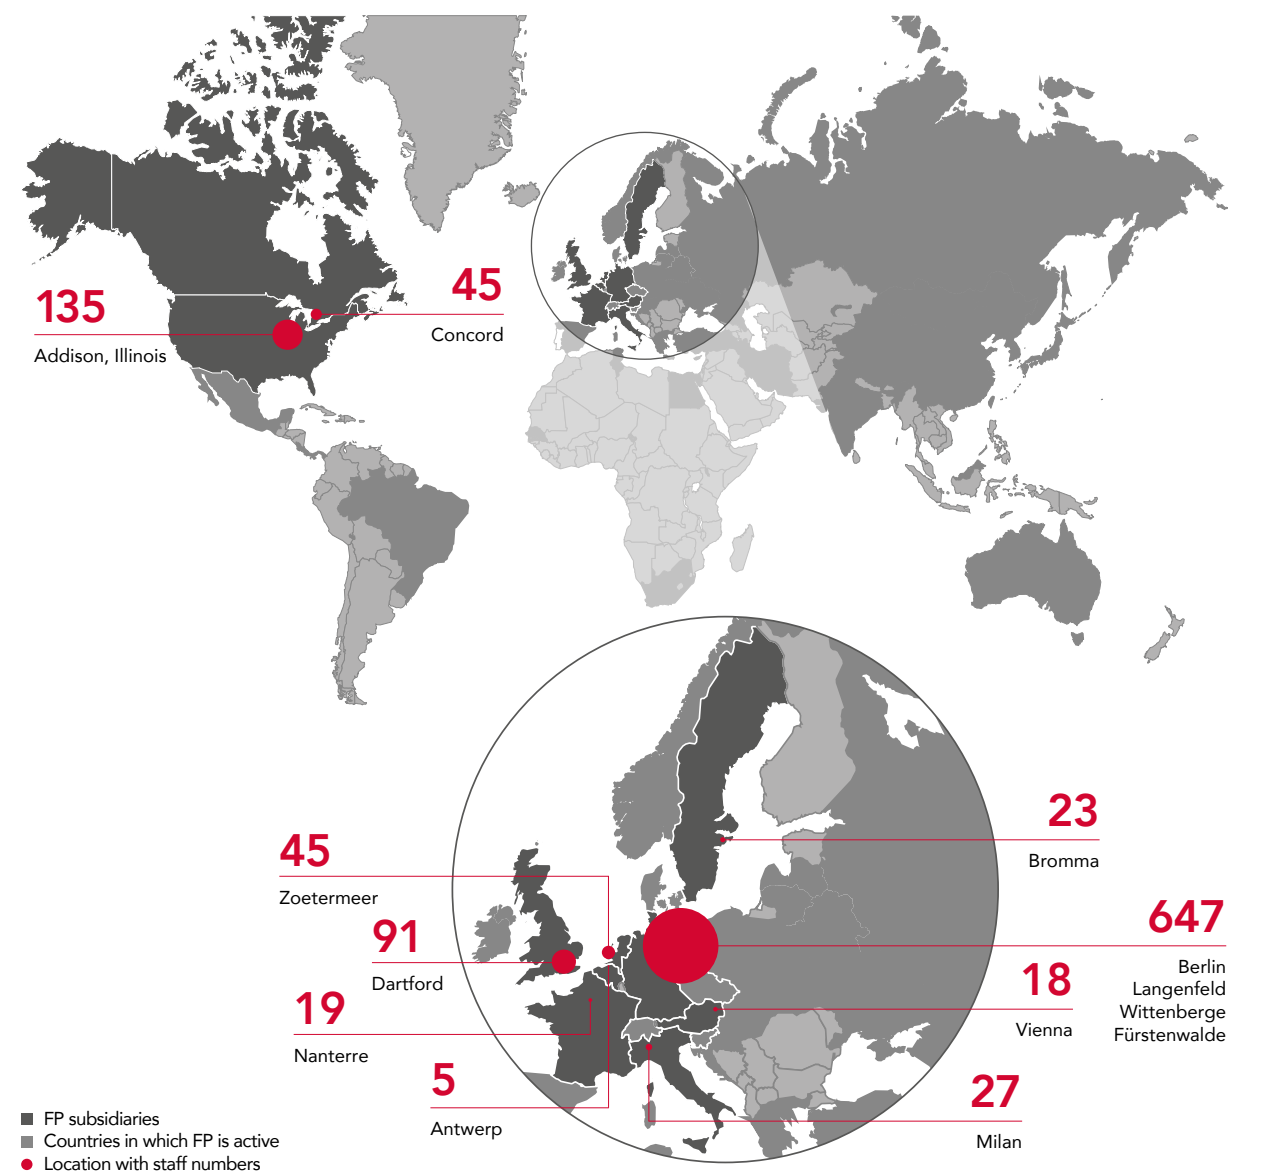 135
Addison, Illinois
45
Concord
23
Bromma
45
Zoetermeer
647
Berlin
Langenfeld
Wittenberge
Fürstenwalde
91
Dartford
18
Vienna
19
Nanterre
5
Antwerp
27
Milan
FP subsidiaries
Countries in which FP is active
Location with staff numbers